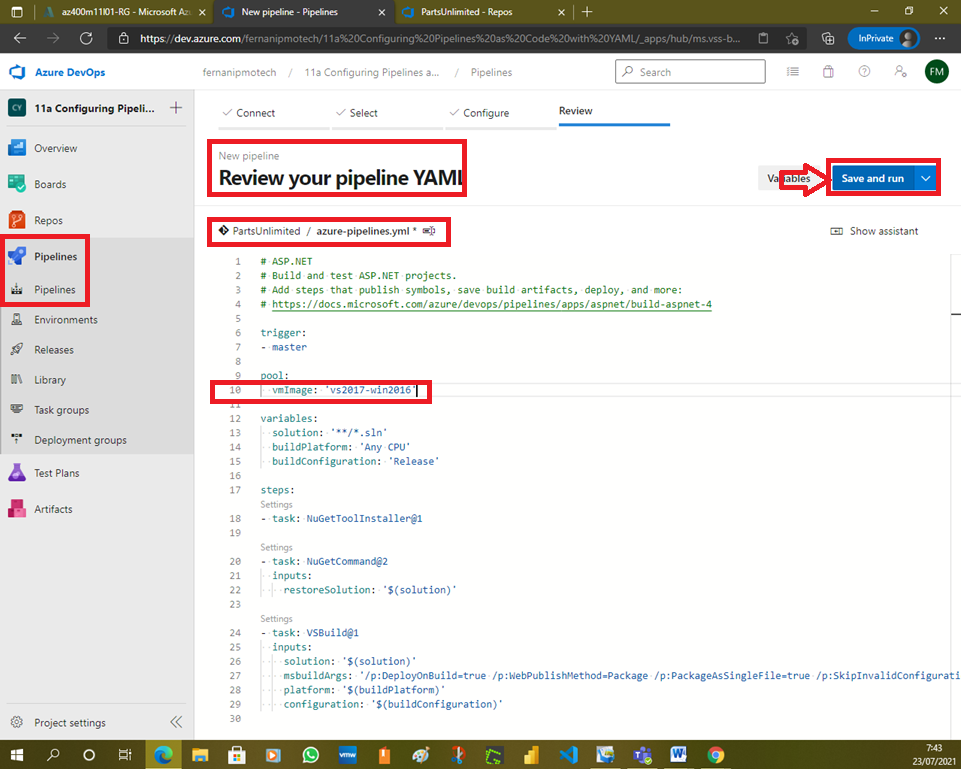 az400m11l01-RG - Microsoft Azu
New pipeline - Pipelines
PartsUnlimited - Repos
https://dev.azure.com/fernanipmotech/11a%20Configuring%20Pipelines%20as%20Code%20with%20YAML/_apps/hub/ms.vss-b...
InPrivate
Azure DevOps
fernanipmotech / 11a Configuring Pipelines a... / Pipelines
Search
FM
CY 11a Configuring Pipeli...
Overview
Boards
Repos
Pipelines
Pipelines
Environments
Releases
Library
Task groups
Deployment groups
Test Plans
Artifacts
Project settings
Connect
Select
Configure
Review
New pipeline
Review your pipeline YAML
Variables
Save and run
PartsUnlimited / azure-pipelines.yml *
Show assistant
1 # ASP.NET
2 # Build and test ASP.NET projects.
3 # Add steps that publish symbols, save build artifacts, deploy, and more:
4 # https://docs.microsoft.com/azure/devops/pipelines/apps/aspnet/build-aspnet-4
5
6 trigger:
7 - master
8
9 pool:
10 vmImage: 'vs2017-win2016'
11
12 variables:
13 solution: '**/*.sln'
14 buildPlatform: 'Any CPU'
15 buildConfiguration: 'Release'
16
17 steps:
Settings
18 - task: NuGetToolInstaller@1
19
Settings
20 - task: NuGetCommand@2
21 inputs:
22 restoreSolution: '$(solution)'
23
Settings
24 - task: VSBuild@1
25 inputs:
26 solution: '$(solution)'
27 msbuildArgs: '/p:DeployOnBuild=true /p:WebPublishMethod=Package /p:PackageAsSingleFile=true /p:SkipInvalidConfigurati
28 platform: '$(buildPlatform)'
29 configuration: '$(buildConfiguration)'
30
vmw
7:43
23/07/2021